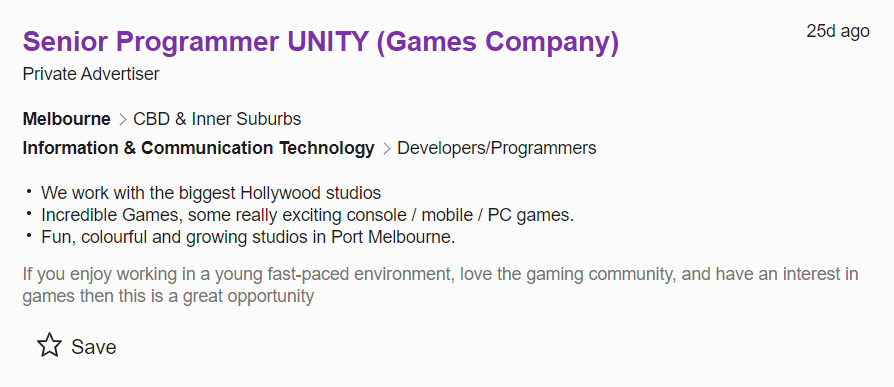 Senior Programmer UNITY (Games Company)
25d ago
Private Advertiser
Melbourne > CBD & Inner Suburbs
Information & Communication Technology > Developers/Programmers
• We work with the biggest Hollywood studios
• Incredible Games, some really exciting console / mobile / PC games.
• Fun, colourful and growing studios in Port Melbourne.
If you enjoy working in a young fast-paced environment, love the gaming community, and have an interest in
games then this is a great opportunity
Save